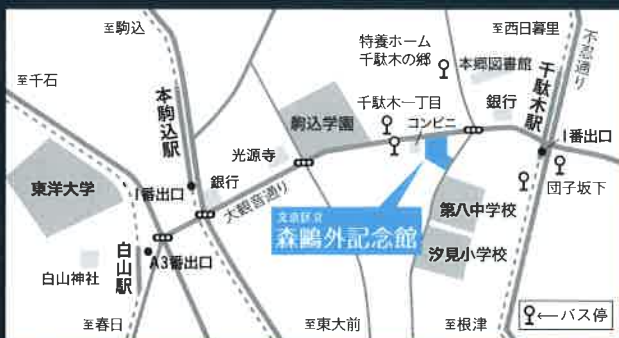 至駒込
至千石
本駒込駅
1番出口
東洋大学
白山駅
A3番出口
白山神社
至春日
銀行
光源寺
大観音通り
駒込学園
特養ホーム
千駄木の郷
千駄木一丁目
コンビニ
文京区立
森鷗外記念館
至東大前
至西日暮里
不忍通り
本郷図書館
千駄木駅
銀行
1番出口
団子坂下
第八中学校
汐見小学校
至根津
←バス停